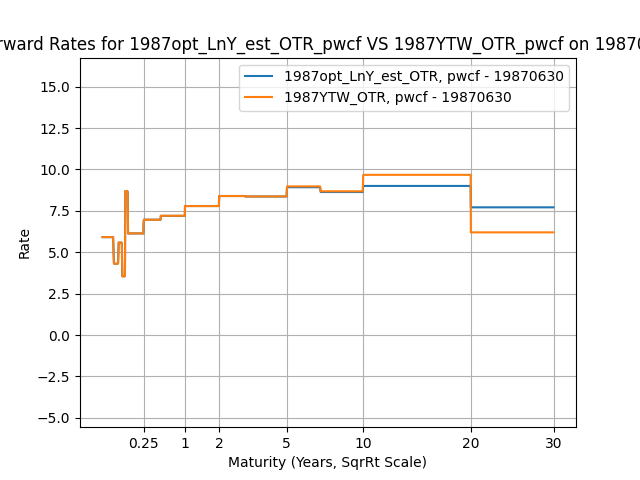 rward Rates for 1987opt_LnY_est_OTR_pwcf VS 1987YTW_OTR_pwcf on 19870
1987opt_LnY_est_OTR, pwcf - 19870630
1987YTW_OTR, pwcf - 19870630
15.0
12.5
10.0
7.5
5.0
2.5
0.0
−2.5
−5.0
Rate
0.25 1 2 5 10 20 30
Maturity (Years, SqrRt Scale)